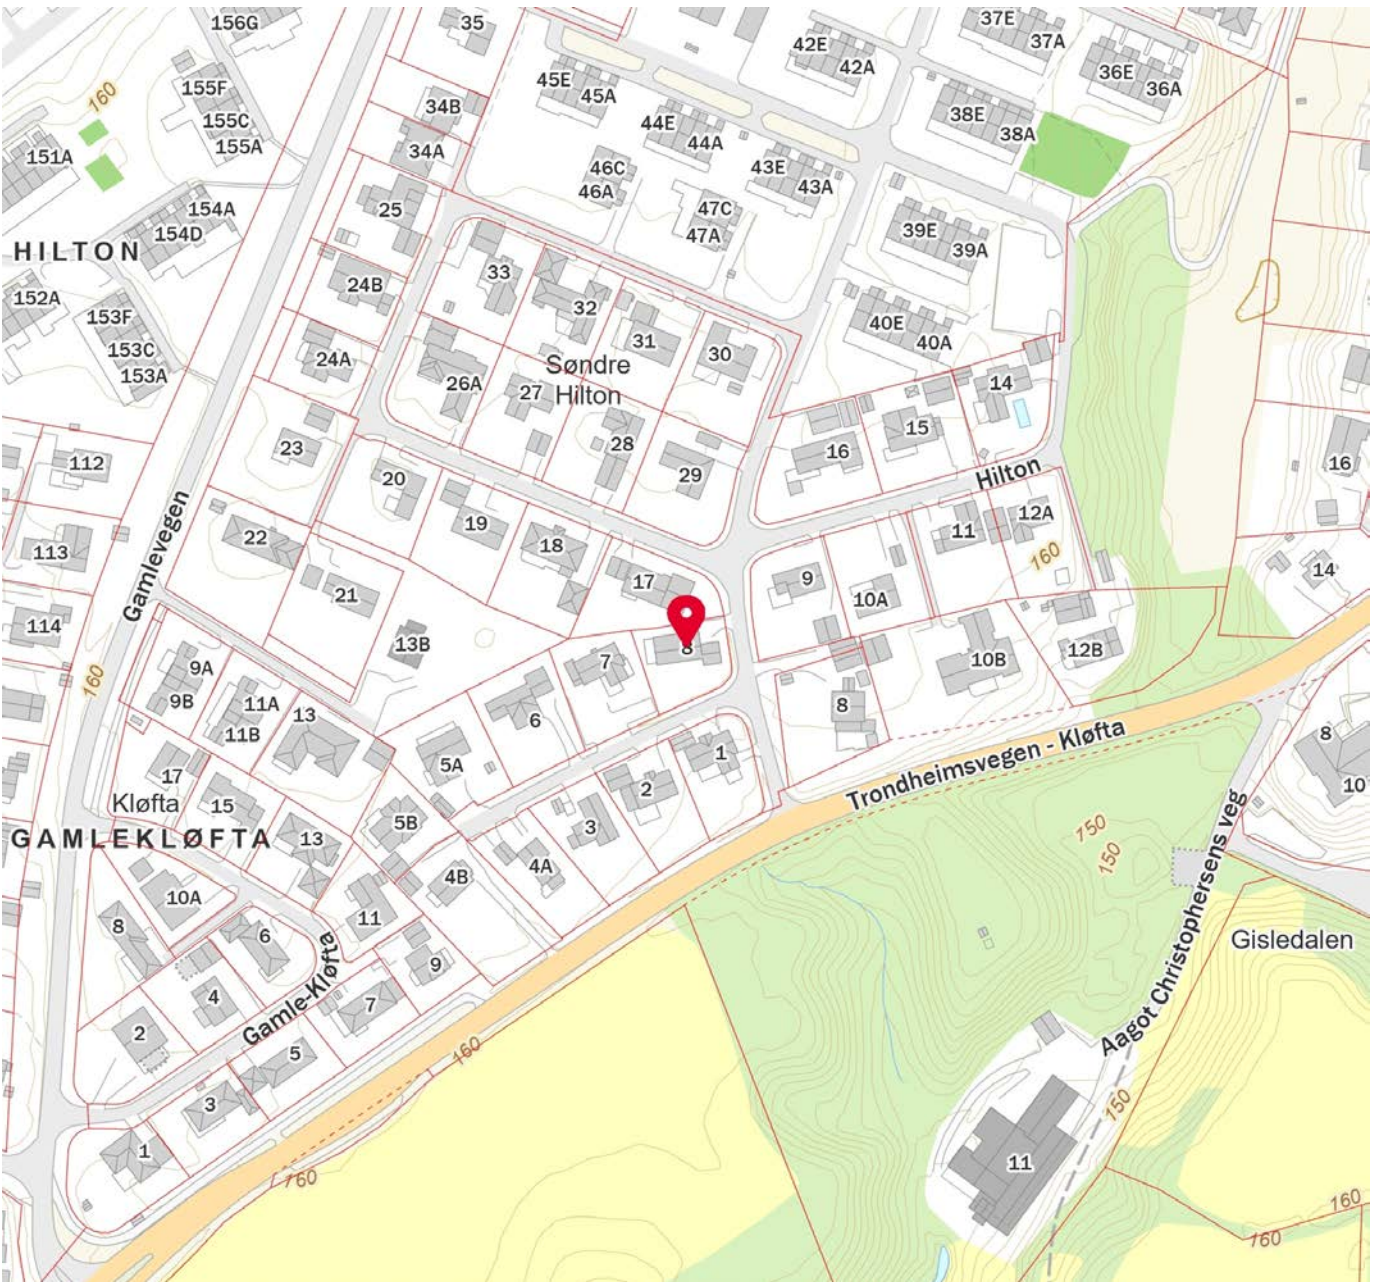 156G
35
37E
37A
42E
42A
36E
36A
155F
155C
155A
160
45E
45A
34B
34A
44E
44A
38E
38A
151A
46C
46A
43E
43A
25
154A
154D
47C
47A
39E
39A
HILTON
33
24B
32
152A
153F
153C
153A
31
30
40E
40A
24A
Søndre
Hilton
26A
27
14
23
28
15
16
112
20
29
Hilton
16
19
11
12A
Gamlevegen
22
18
113
160
21
17
9
10A
14
114
13B
8
12B
9A
9B
7
10B
160
11A
11B
13
6
8
1
5A
Trondheimsvegen - Kløfta
8
17
2
10
Kløfta
15
3
5B
13
GAMLEKLØFTA
150
150
4A
4B
10A
11
8
6
9
Gisledalen
4
7
Gamle-Kløfta
2
5
160
Aagot Christophersens veg
3
150
1
11
160
160
160